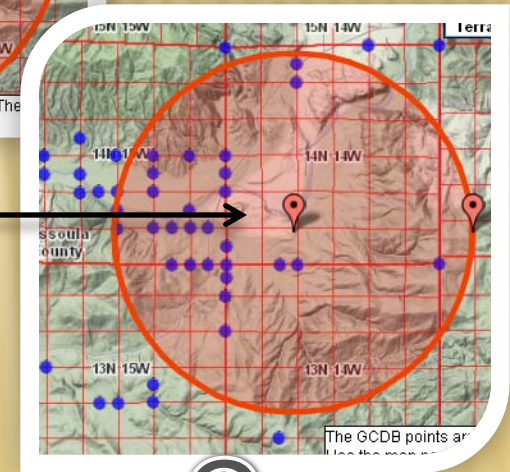 15N 15W
15N 14W
Terra
W
The
14N 15W
14N 14W
ssoula
ounty
13N 15W
13N 14W
The GCDB points ar
Use the map